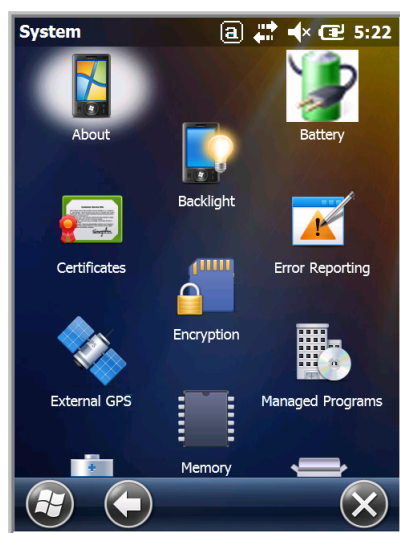 System a 5:22
About
Battery
Backlight
Certificates
Error Reporting
Encryption
External GPS
Managed Programs
Memory